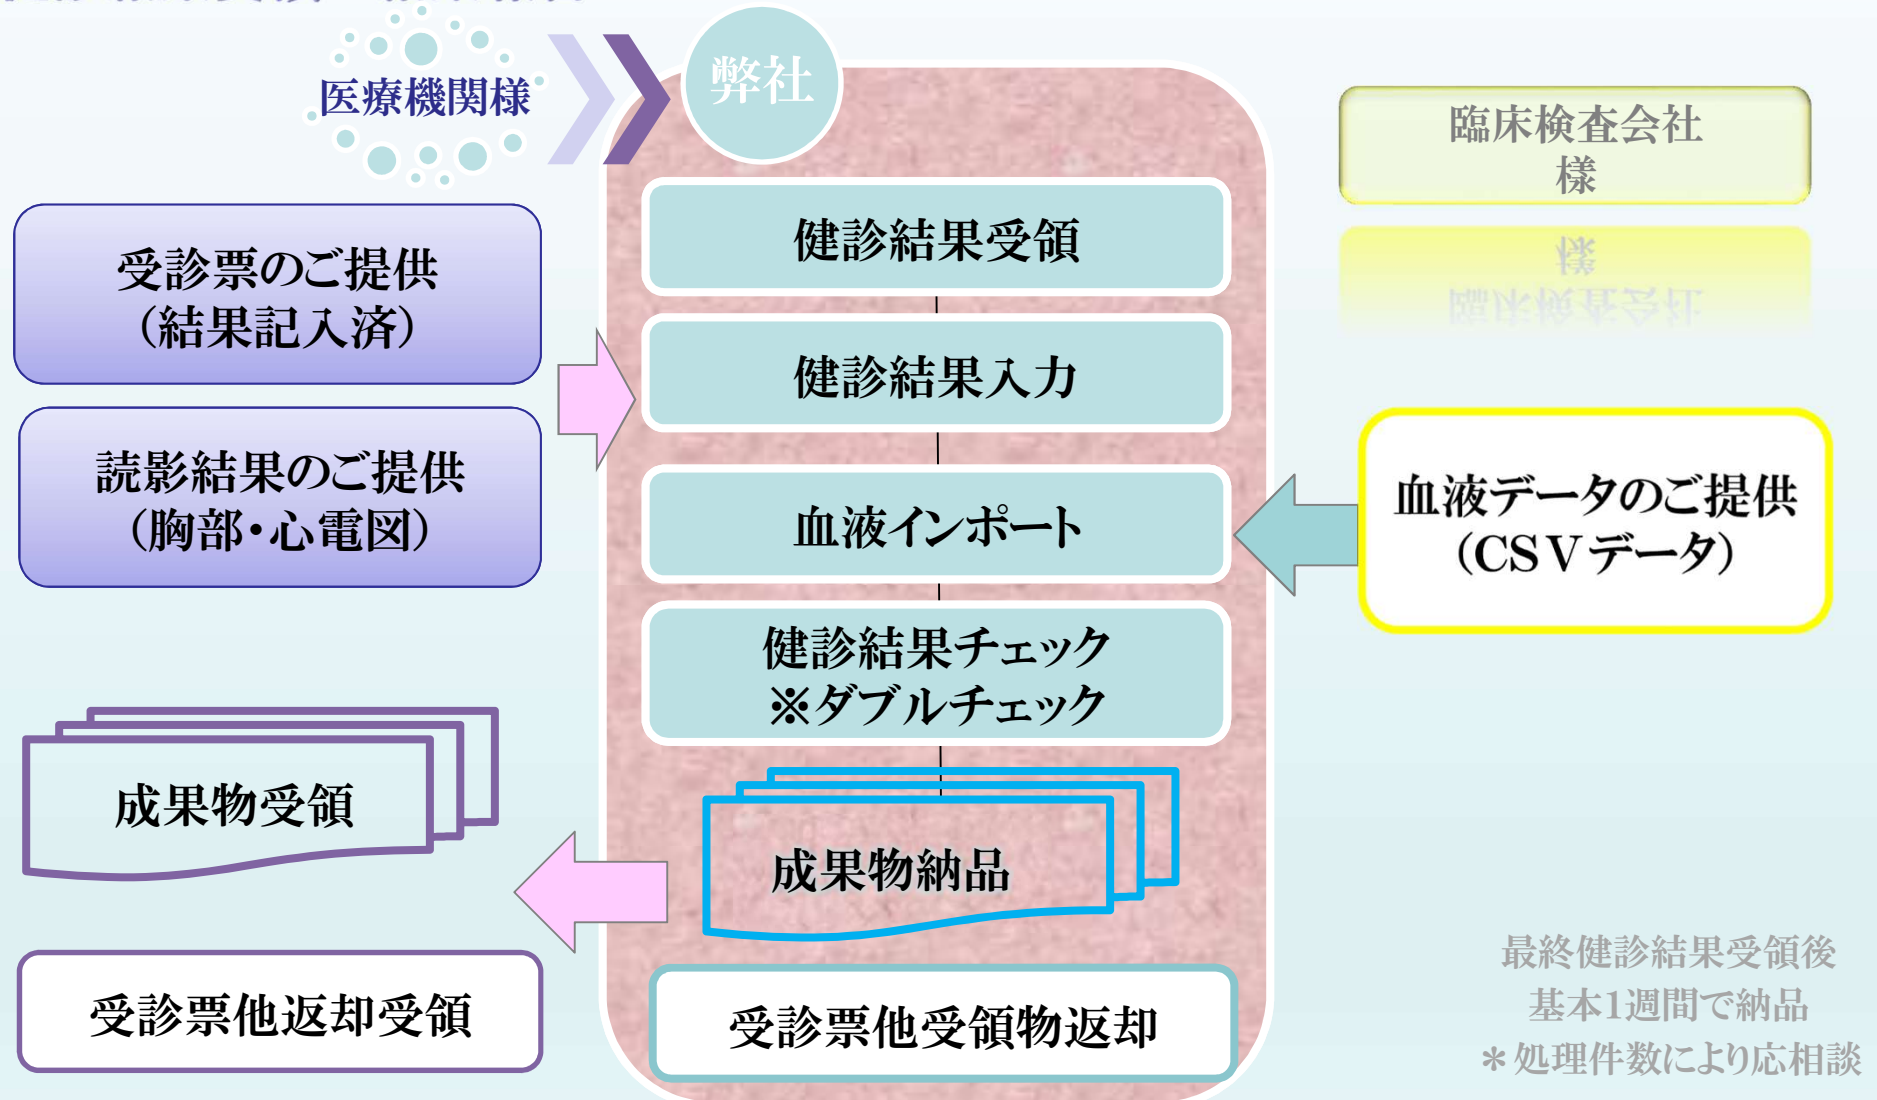 医療機関様
弊社
臨床検査会社
様
受診票のご提供
（結果記入済）
読影結果のご提供
（胸部・心電図）
健診結果受領
健診結果入力
血液インポート
健診結果チェック
※ダブルチェック
血液データのご提供
（CSVデータ）
成果物受領
成果物納品
受診票他返却受領
受診票他受領物返却
最終健診結果受領後
基本1週間で納品
＊処理件数により応相談